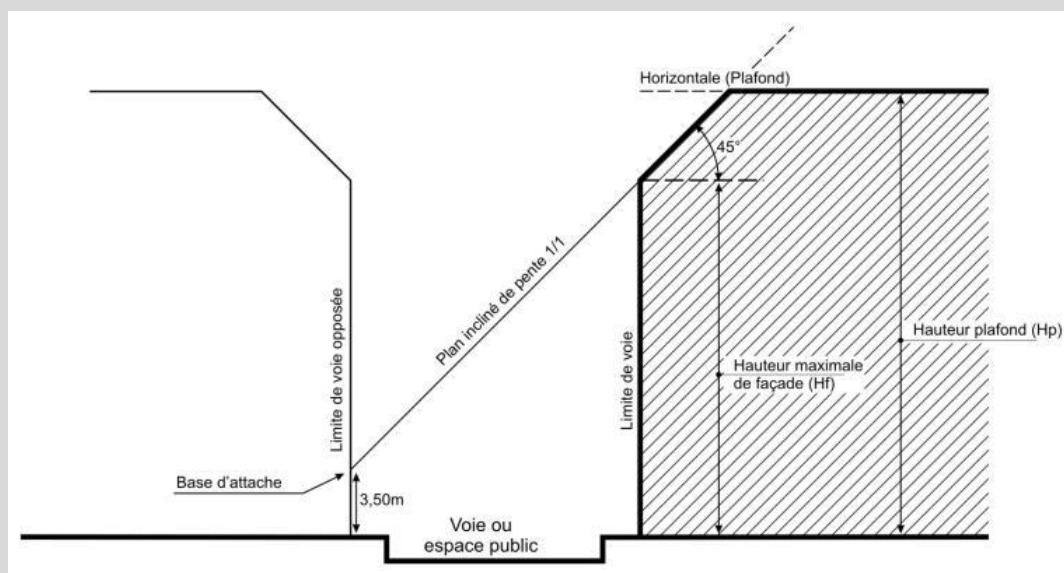 Horizontale (Plafond)
45°
Plan incliné de pente 1/1
Limite de voie opposée
Limite de voie
Hauteur plafond (Hp)
Hauteur maximale
de façade (Hf)
Base d'attache
3,50m
Voie ou
espace public